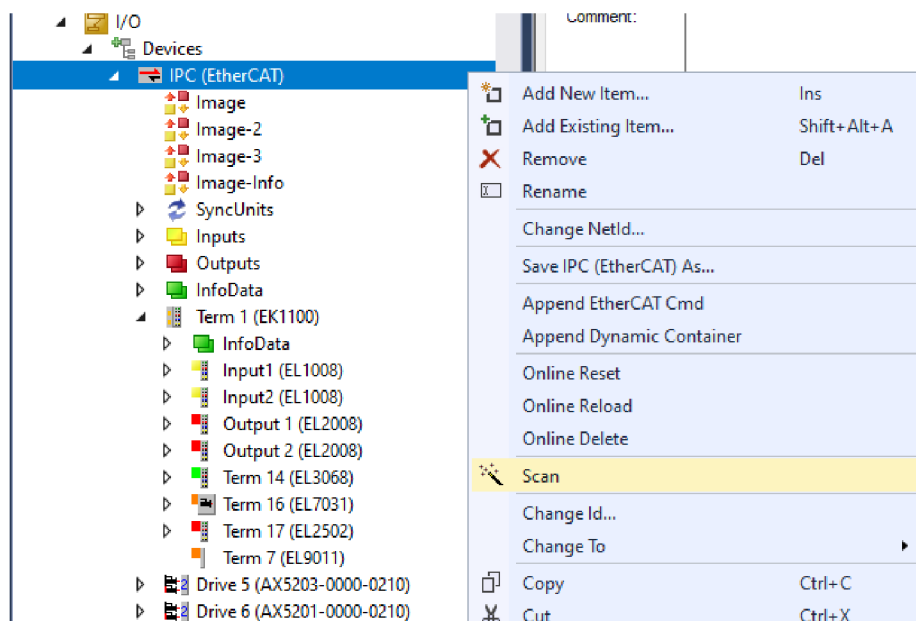 I/O
Comment:
Devices
IPC (EtherCAT)
Image
Image-2
Image-3
Image-Info
SyncUnits
Inputs
Outputs
InfoData
Term 1 (EK1100)
InfoData
Input1 (EL1008)
Input2 (EL1008)
Output 1 (EL2008)
Output 2 (EL2008)
Term 14 (EL3068)
Term 16 (EL7031)
Term 17 (EL2502)
Term 7 (EL9011)
Drive 5 (AX5203-0000-0210)
Drive 6 (AX5201-0000-0210)
Add New Item... Ins
Add Existing Item... Shift+Alt+A
Remove Del
Rename
Change NetId...
Save IPC (EtherCAT) As...
Append EtherCAT Cmd
Append Dynamic Container
Online Reset
Online Reload
Online Delete
Scan
Change Id...
Change To
Copy Ctrl+C
Cut Ctrl+X